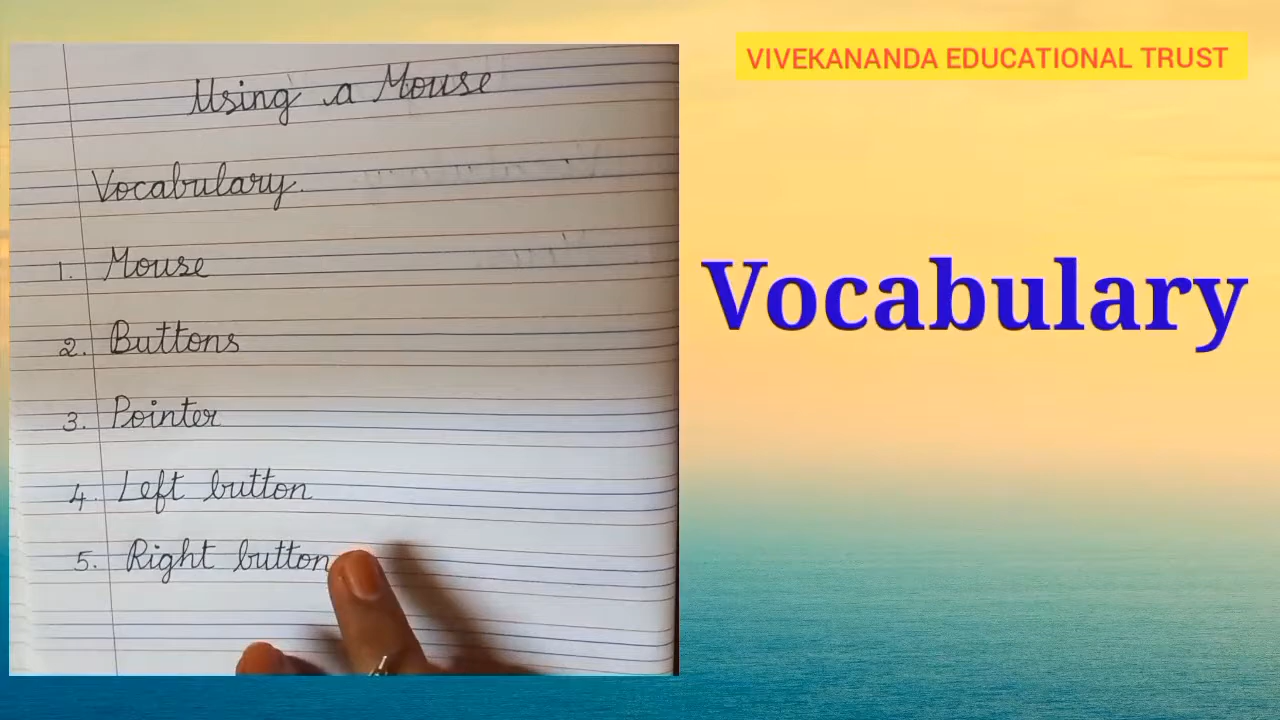 Using a Mouse
Vocabulary.
1. Mouse
2. Buttons
3. Pointer
4. Left button
5. Right button
VIVEKANANDA EDUCATIONAL TRUST
Vocabulary